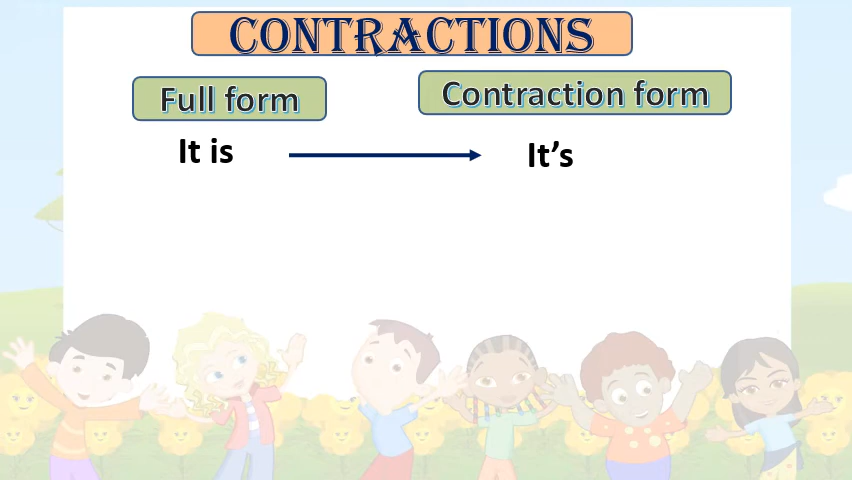 CONTRACTIONS
Full form
Contraction form
It is
It’s